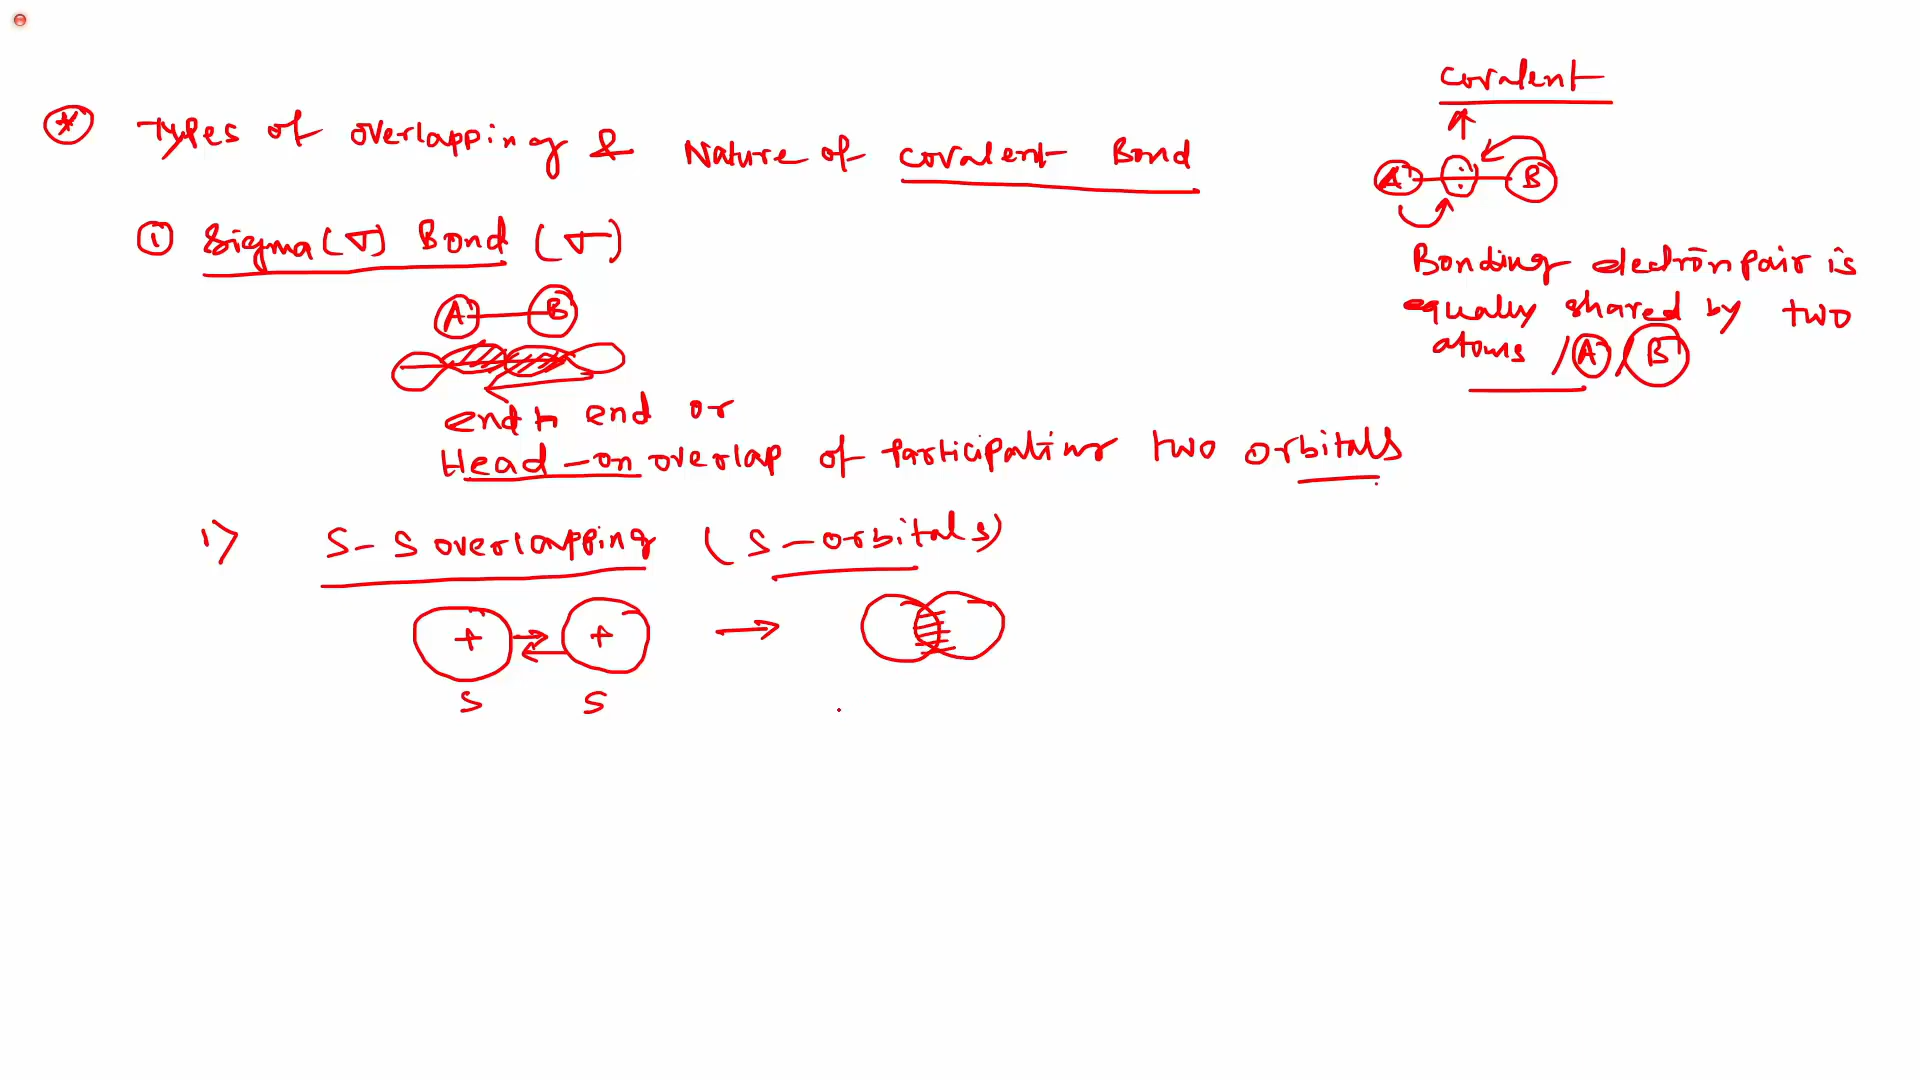 covalent
* Types of overlapping & Nature of covalent Bond
A : B
(i) Sigma (σ) Bond (σ)
Bonding electron pair is
equally shared by two
atoms / A / B
A B
end to end or
Head-on overlap of participating two orbitals
1) S-S overlapping (S-orbitals)
+ +
S S